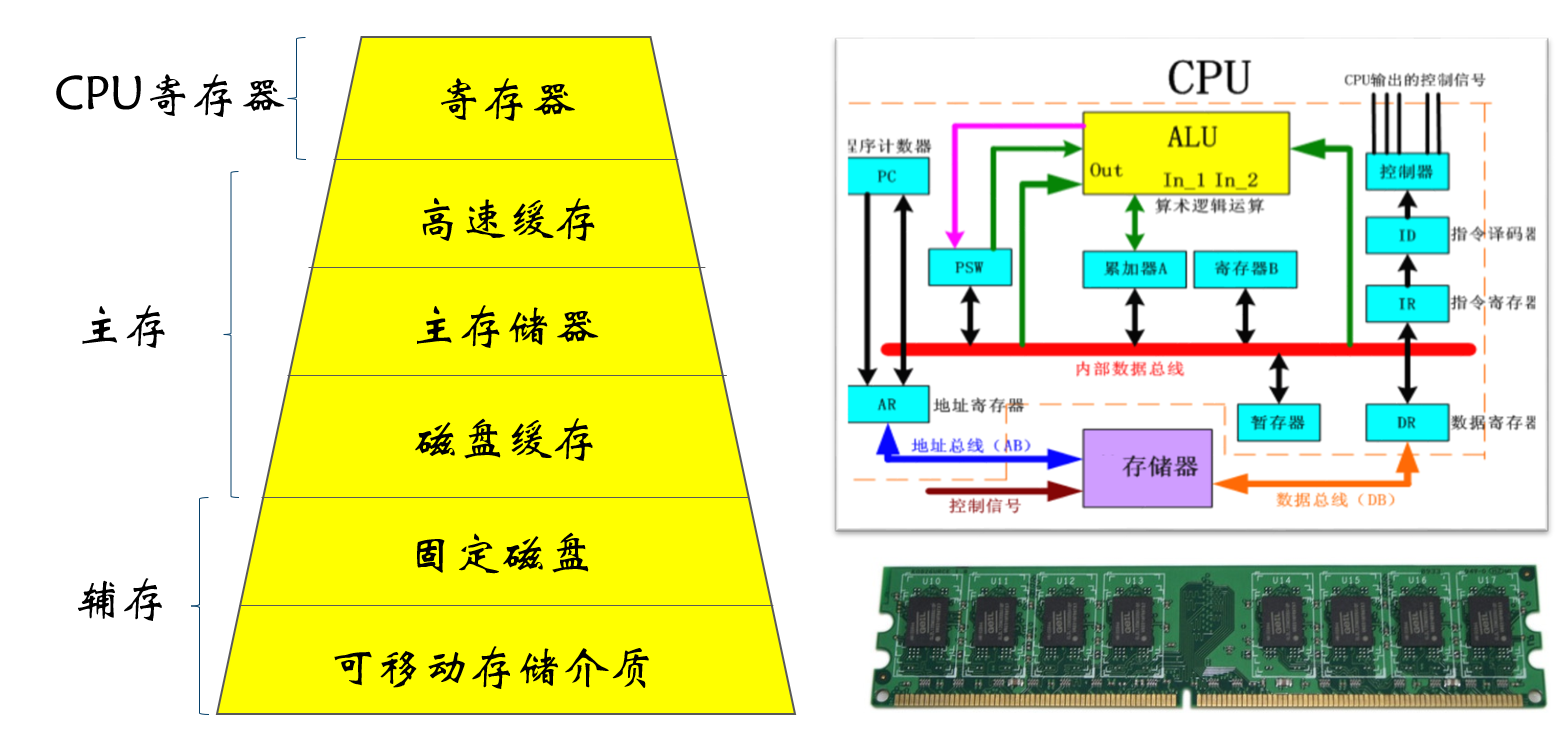 CPU寄存器
寄存器
高速缓存
主存
主存储器
磁盘缓存
固定磁盘
辅存
可移动存储介质
CPU
CPU输出的控制信号
ALU
Out
In_1 In_2
算术逻辑运算
程序计数器
PC
控制器
ID
指令译码器
PSW
累加器A
寄存器B
IR
指令寄存器
内部数据总线
AR
地址寄存器
暂存器
DR
数据寄存器
地址总线（AB）
存储器
控制信号
数据总线（DB）
U10
U11
U12
U13
U14
U15
U16
U17